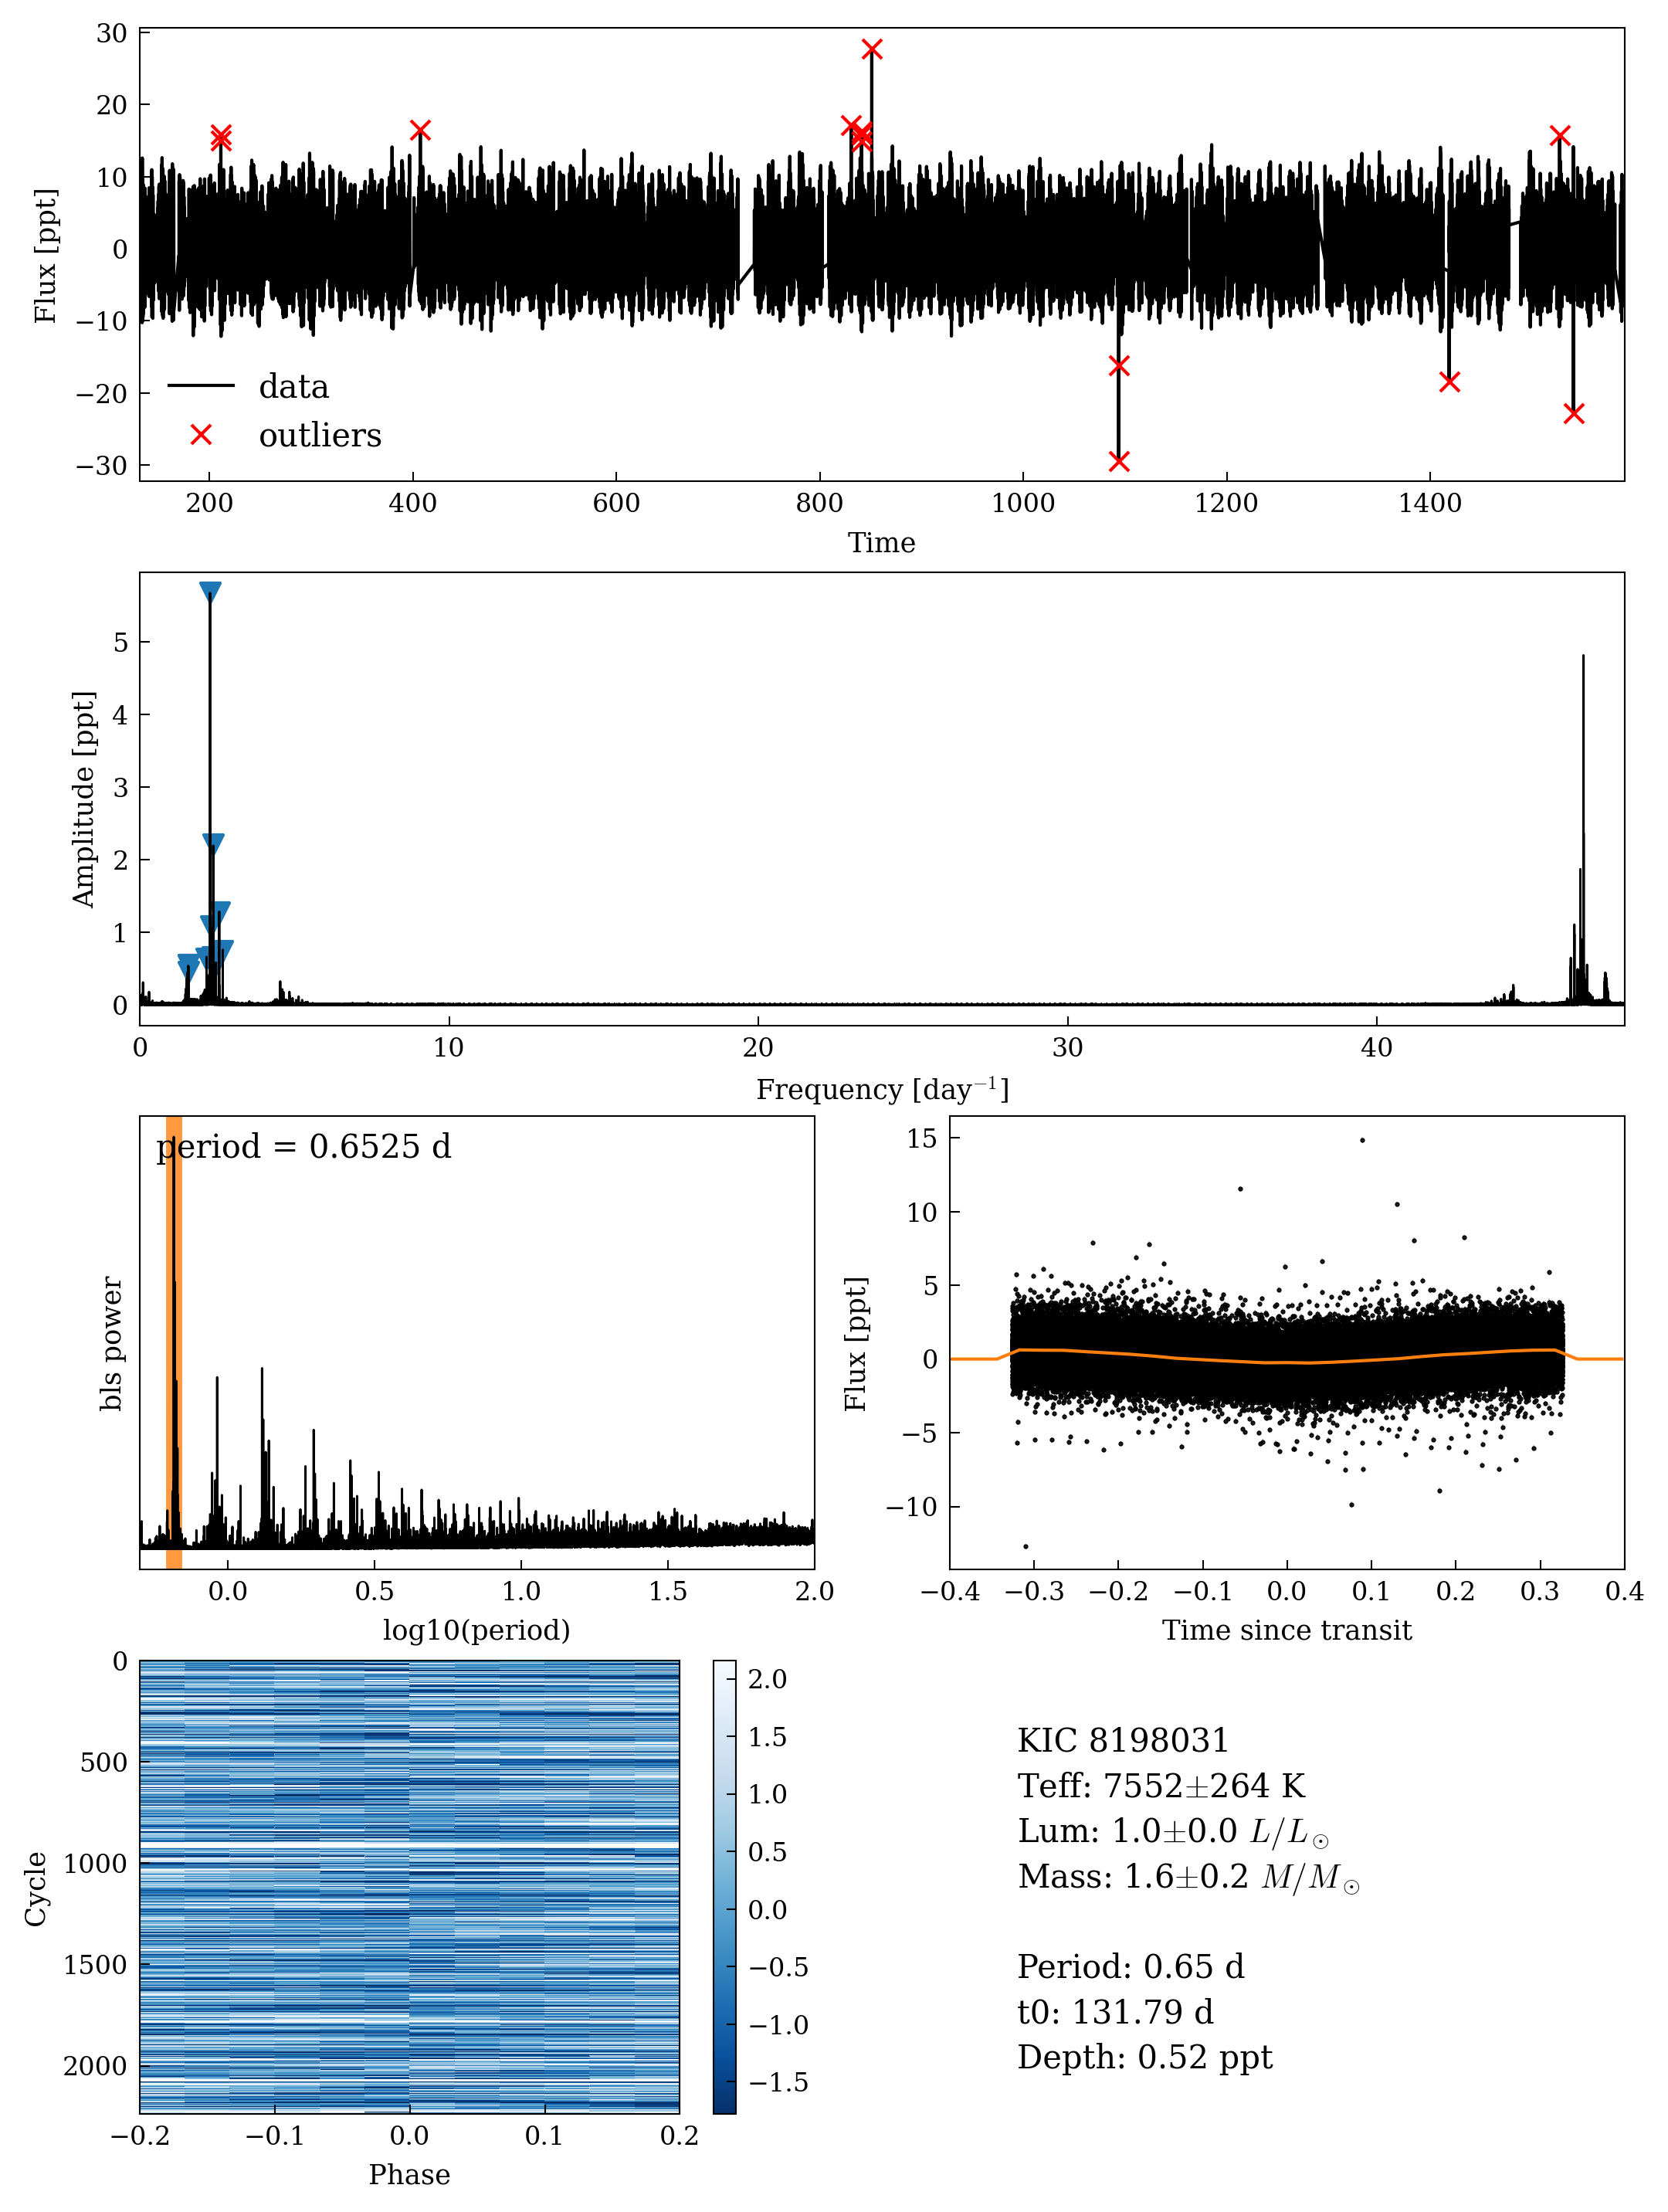 30
20
10
0
−10
−20
−30
Flux [ppt]
data
outliers
200 400 600 800 1000 1200 1400
Time
5
4
3
2
1
0
Amplitude [ppt]
0 10 20 30 40
Frequency [day⁻¹]
period = 0.6525 d
bls power
0.0 0.5 1.0 1.5 2.0
log10(period)
15
10
5
0
−5
−10
Flux [ppt]
−0.4 −0.3 −0.2 −0.1 0.0 0.1 0.2 0.3 0.4
Time since transit
0
500
1000
1500
2000
Cycle
−0.2 −0.1 0.0 0.1 0.2
Phase
2.0
1.5
1.0
0.5
0.0
−0.5
−1.0
−1.5
KIC 8198031
Teff: 7552±264 K
Lum: 1.0±0.0 L/L⊙
Mass: 1.6±0.2 M/M⊙
Period: 0.65 d
t0: 131.79 d
Depth: 0.52 ppt